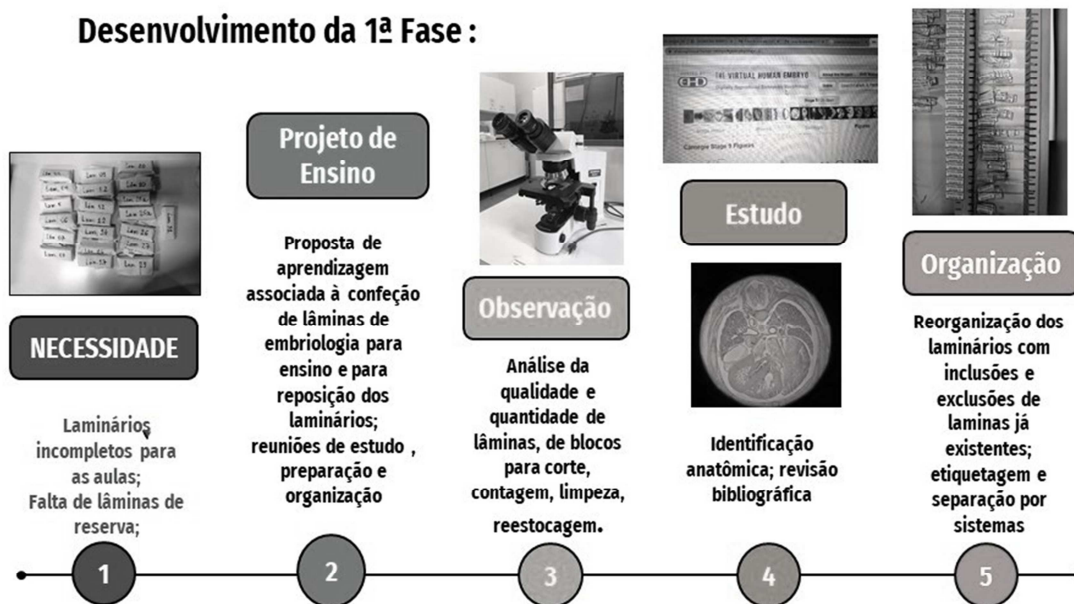 Desenvolvimento da 1ª Fase :
NECESSIDADE
Laminários
incompletos para
as aulas;
Falta de lâminas de
reserva;
1
Projeto de
Ensino
Proposta de
aprendizagem
associada à confeção
de lâminas de
embriologia para
ensino e para
reposição dos
laminários;
reuniões de estudo ,
preparação e
organização
2
Observação
Análise da
qualidade e
quantidade de
lâminas, de blocos
para corte,
contagem, limpeza,
reestocagem.
3
THE VIRTUAL HUMAN EMBRYO
Carnegie Stage 9 Figures
Estudo
Identificação
anatômica; revisão
bibliográfica
4
Organização
Reorganização dos
laminários com
inclusões e
exclusões de
laminas já
existentes;
etiquetagem e
separação por
sistemas
5